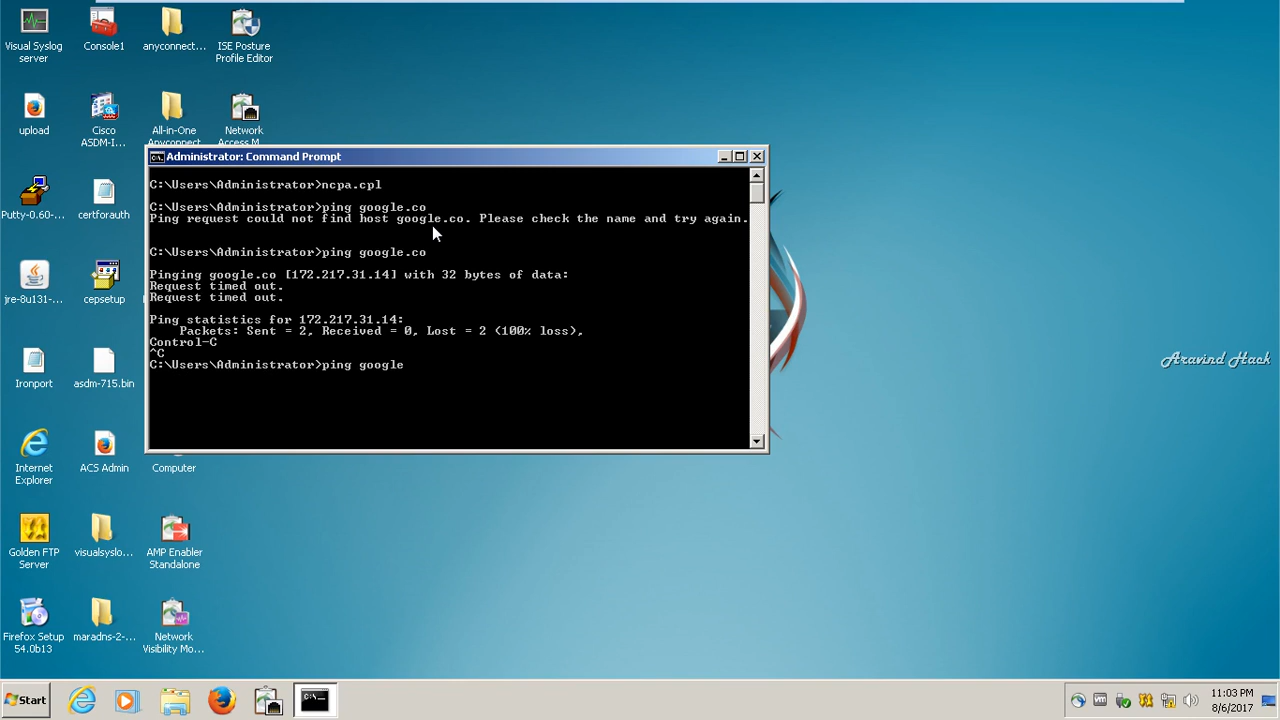 Visual Syslog
server
Console1
anyconnect...
ISE Posture
Profile Editor
upload
Cisco
ASDM-I...
All-in-One
Anyconnect
Network
Access M...
Administrator: Command Prompt
C:\Users\Administrator>ncpa.cpl
C:\Users\Administrator>ping google.co
Ping request could not find host google.co. Please check the name and try again.
C:\Users\Administrator>ping google.co
Pinging google.co [172.217.31.14] with 32 bytes of data:
Request timed out.
Request timed out.
Ping statistics for 172.217.31.14:
Packets: Sent = 2, Received = 0, Lost = 2 (100% loss),
Control-C
^C
C:\Users\Administrator>ping google
Putty-0.60-...
certforauth
jre-8u131-...
cepsetup
Ironport
asdm-715.bin
Aravind Hack
Internet
Explorer
ACS Admin
Computer
Golden FTP
Server
visualsyslo...
AMP Enabler
Standalone
Firefox Setup
54.0b13
maradns-2-...
Network
Visibility Mo...
Start
C:\_
11:03 PM
8/6/2017